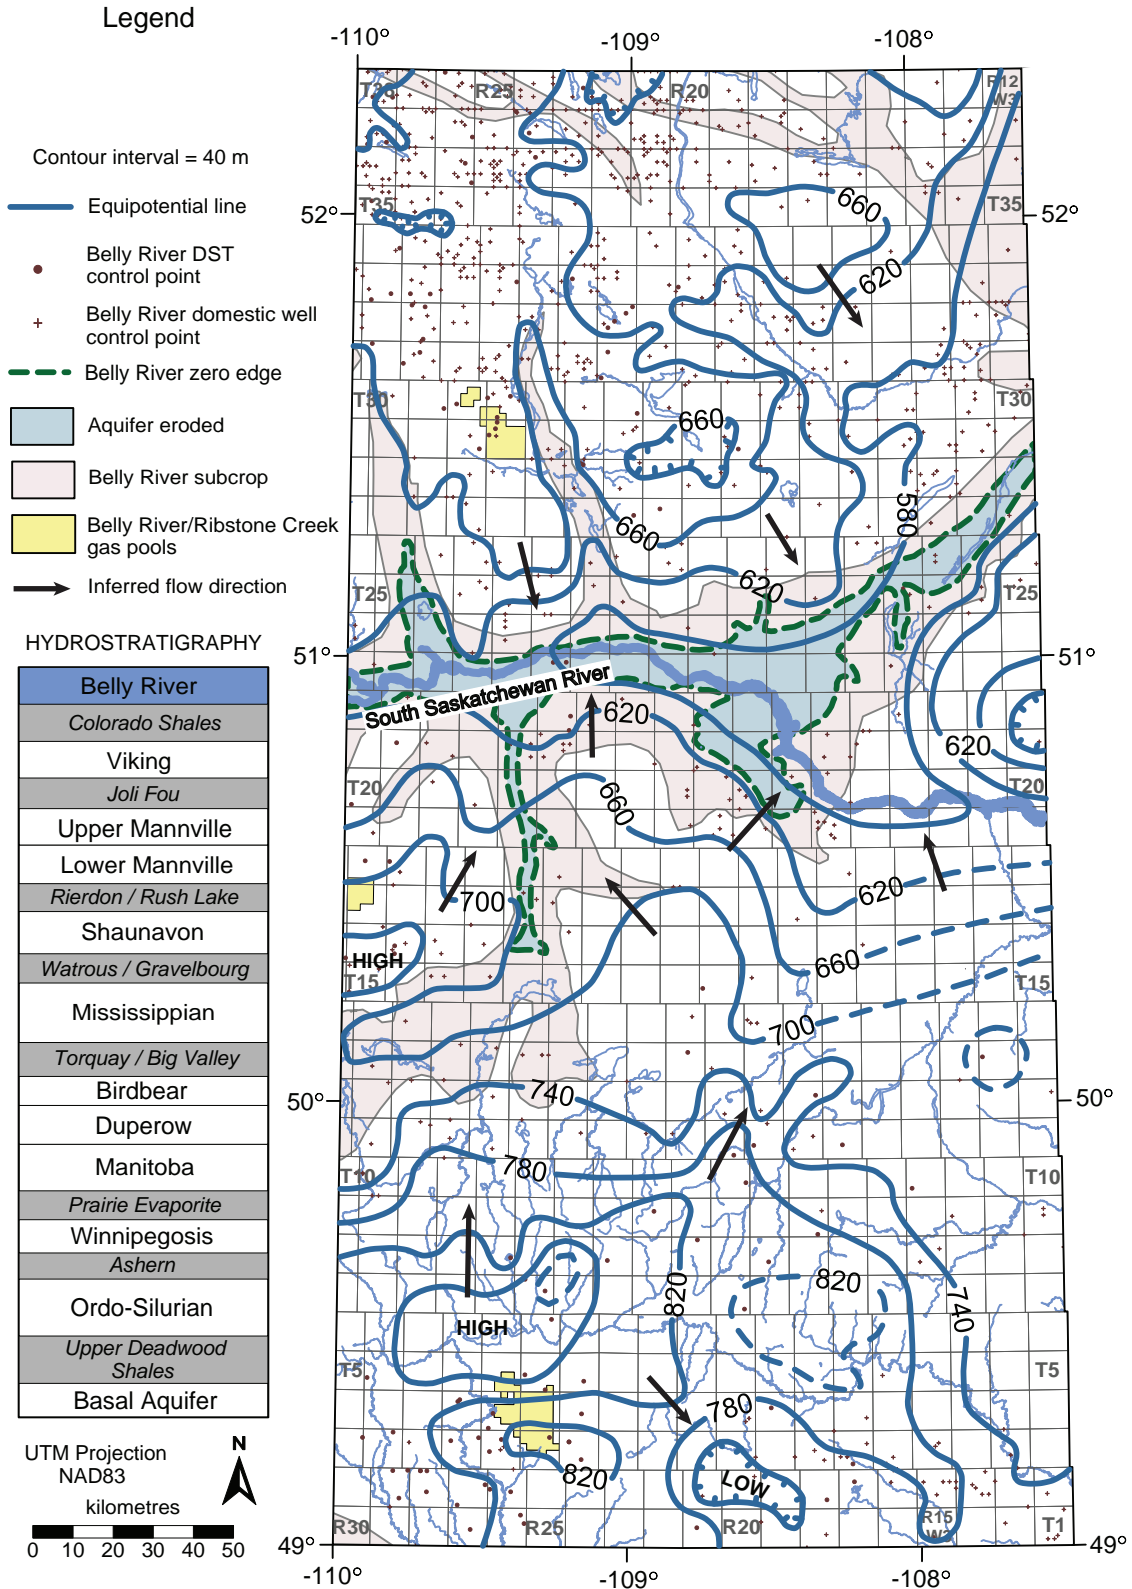 Legend
Contour interval = 40 m
Equipotential line
Belly River DST
control point
Belly River domestic well
control point
Belly River zero edge
Aquifer eroded
Belly River subcrop
Belly River/Ribstone Creek
gas pools
Inferred flow direction
HYDROSTRATIGRAPHY
Belly River
Colorado Shales
Viking
Joli Fou
Upper Mannville
Lower Mannville
Rierdon / Rush Lake
Shaunavon
Watrous / Gravelbourg
Mississippian
Torquay / Big Valley
Birdbear
Duperow
Manitoba
Prairie Evaporite
Winnipegosis
Ashern
Ordo-Silurian
Upper Deadwood
Shales
Basal Aquifer
UTM Projection
NAD83
N
kilometres
0 10 20 30 40 50
-110° -109° -108°
R25 R20 R12
W3
T35 T35
52° 52°
660
620
T30 T30
660
580
660
620
T25 T25
51° 51°
South Saskatchewan River
620
620
T20 T20
660
620
700
HIGH
660
T15 T15
700
740
50° 50°
780
T10 T10
820
820
740
HIGH
T5 T5
780
820
LOW
R30 R25 R20 R15
W3
T1
49° 49°
-110° -109° -108°